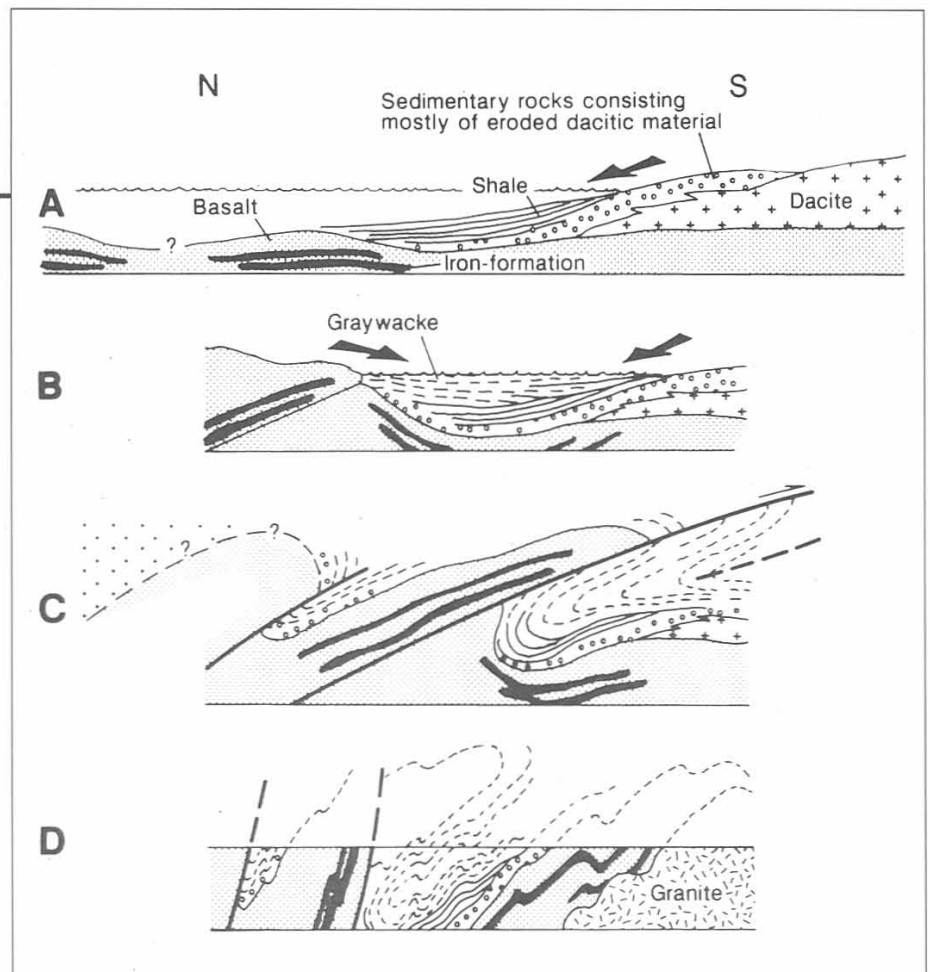 N
S
Sedimentary rocks consisting
mostly of eroded dacitic material
A
Shale
Basalt
Dacite
?
Iron-formation
Graywacke
B
?
?
C
D
Granite